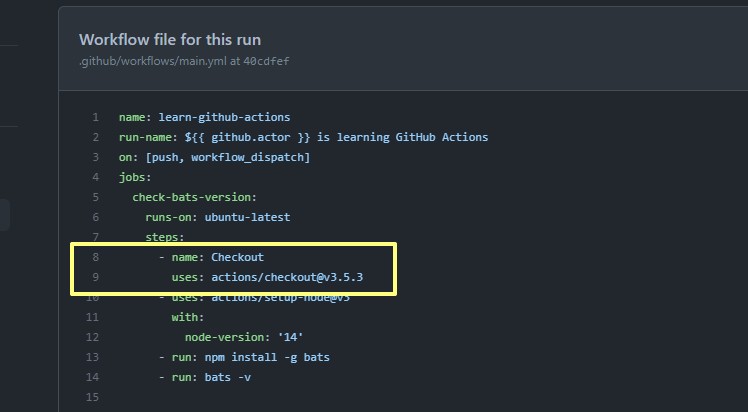 Workflow file for this run
.github/workflows/main.yml at 40cdfef
1 name: learn-github-actions
2 run-name: ${{ github.actor }} is learning GitHub Actions
3 on: [push, workflow_dispatch]
4 jobs:
5 check-bats-version:
6 runs-on: ubuntu-latest
7 steps:
8 - name: Checkout
9 uses: actions/checkout@v3.5.3
10 - uses: actions/setup-node@v3
11 with:
12 node-version: '14'
13 - run: npm install -g bats
14 - run: bats -v
15